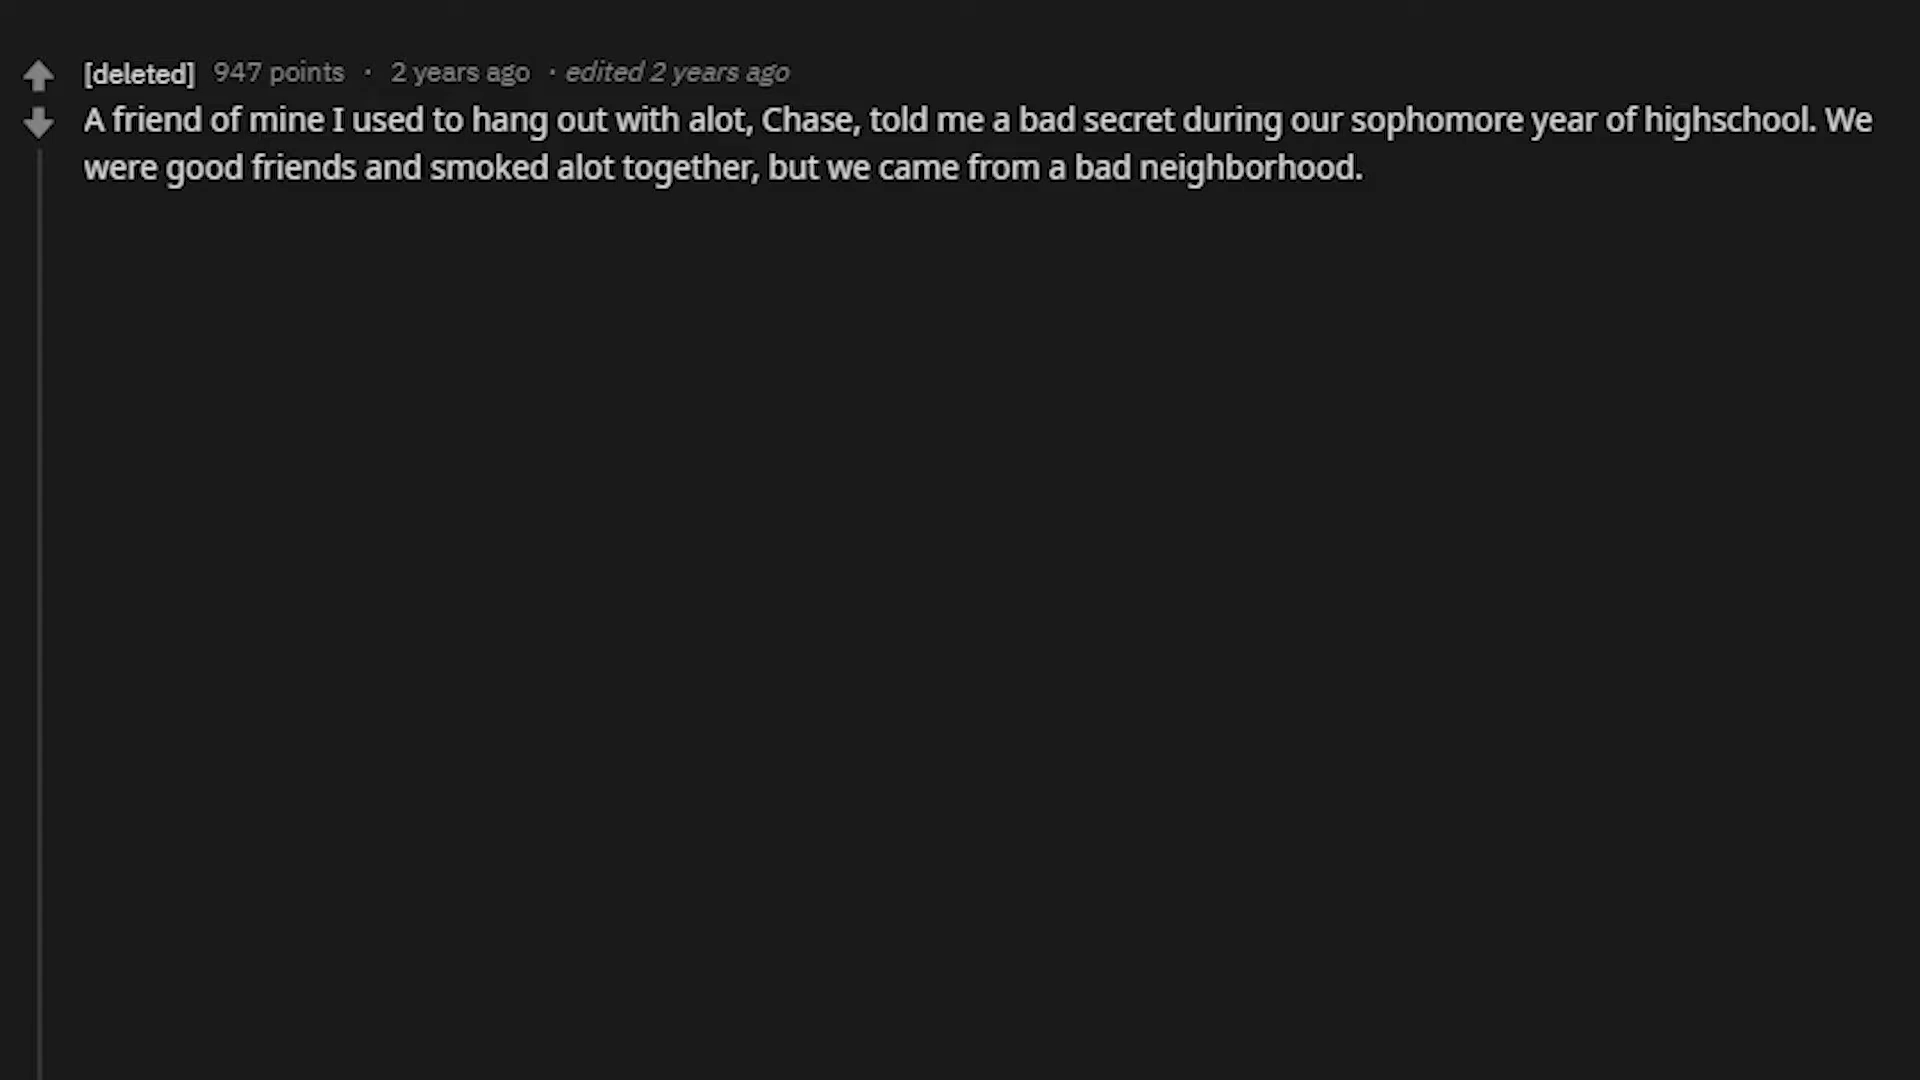 [deleted] 947 points · 2 years ago · edited 2 years ago
A friend of mine I used to hang out with alot, Chase, told me a bad secret during our sophomore year of highschool. We
were good friends and smoked alot together, but we came from a bad neighborhood.